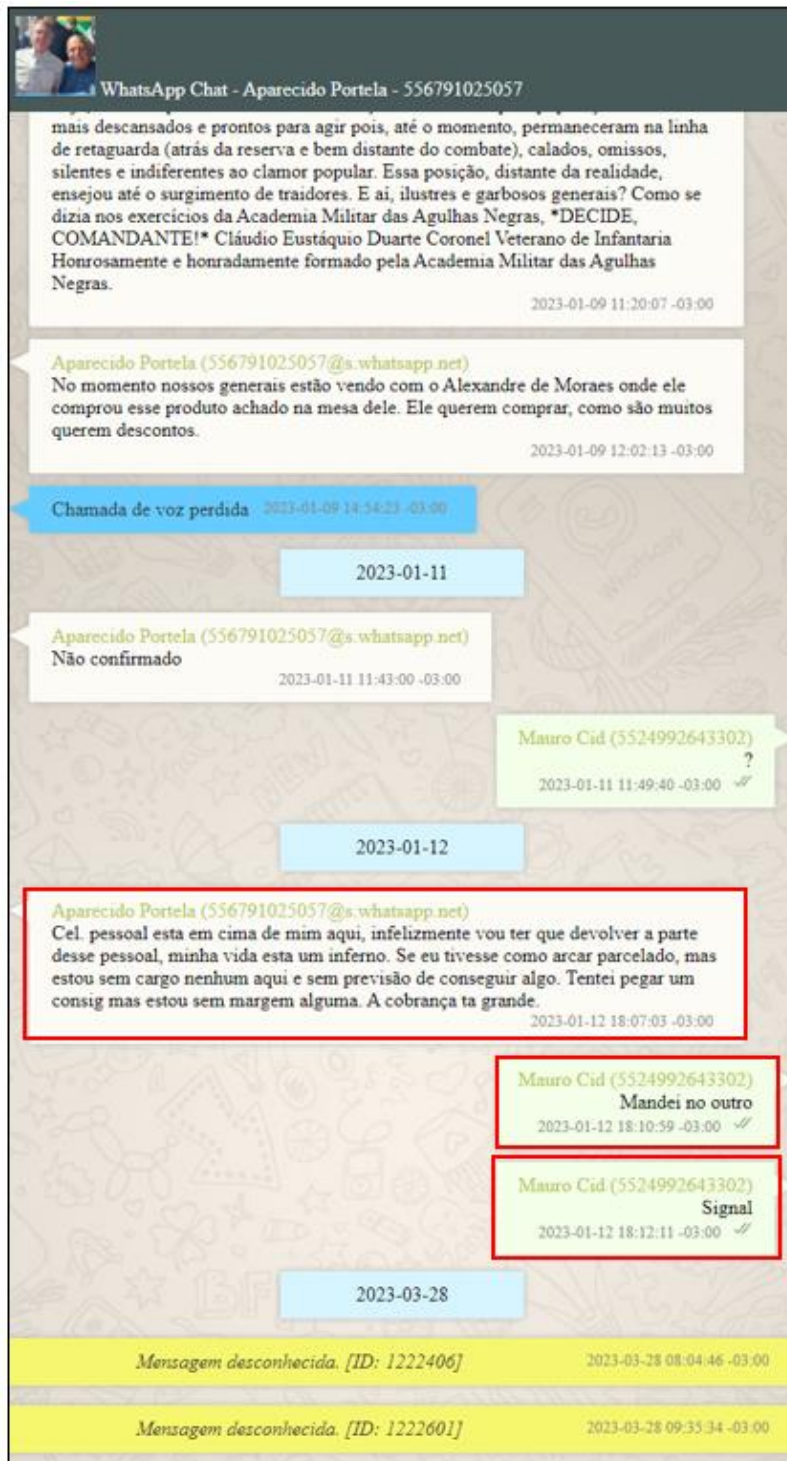 WhatsApp Chat - Aparecido Portela - 556791025057
mais descansados e prontos para agir pois, até o momento, permaneceram na linha
de retaguarda (atrás da reserva e bem distante do combate), calados, omissos,
silentes e indiferentes ao clamor popular. Essa posição, distante da realidade,
ensejou até o surgimento de traidores. E aí, ilustres e garbosos generais? Como se
dizia nos exercícios da Academia Militar das Agulhas Negras, *DECIDE,
COMANDANTE!* Cláudio Eustáquio Duarte Coronel Veterano de Infantaria
Honrosamente e honradamente formado pela Academia Militar das Agulhas
Negras.
2023-01-09 11:20:07 -03:00
Aparecido Portela (556791025057@s.whatsapp.net)
No momento nossos generais estão vendo com o Alexandre de Moraes onde ele
comprou esse produto achado na mesa dele. Ele querem comprar, como são muitos
querem descontos.
2023-01-09 12:02:13 -03:00
Chamada de voz perdida 2023-01-09 14:54:23 -03:00
2023-01-11
Aparecido Portela (556791025057@s.whatsapp.net)
Não confirmado
2023-01-11 11:43:00 -03:00
Mauro Cid (5524992643302)
?
2023-01-11 11:49:40 -03:00
2023-01-12
Aparecido Portela (556791025057@s.whatsapp.net)
Cel. pessoal esta em cima de mim aqui, infelizmente vou ter que devolver a parte
desse pessoal, minha vida esta um inferno. Se eu tivesse como arcar parcelado, mas
estou sem cargo nenhum aqui e sem previsão de conseguir algo. Tentei pegar um
consig mas estou sem margem alguma. A cobrança ta grande.
2023-01-12 18:07:03 -03:00
Mauro Cid (5524992643302)
Mandei no outro
2023-01-12 18:10:59 -03:00
Mauro Cid (5524992643302)
Signal
2023-01-12 18:12:11 -03:00
2023-03-28
Mensagem desconhecida. [ID: 1222406] 2023-03-28 08:04:46 -03:00
Mensagem desconhecida. [ID: 1222601] 2023-03-28 09:35:34 -03:00